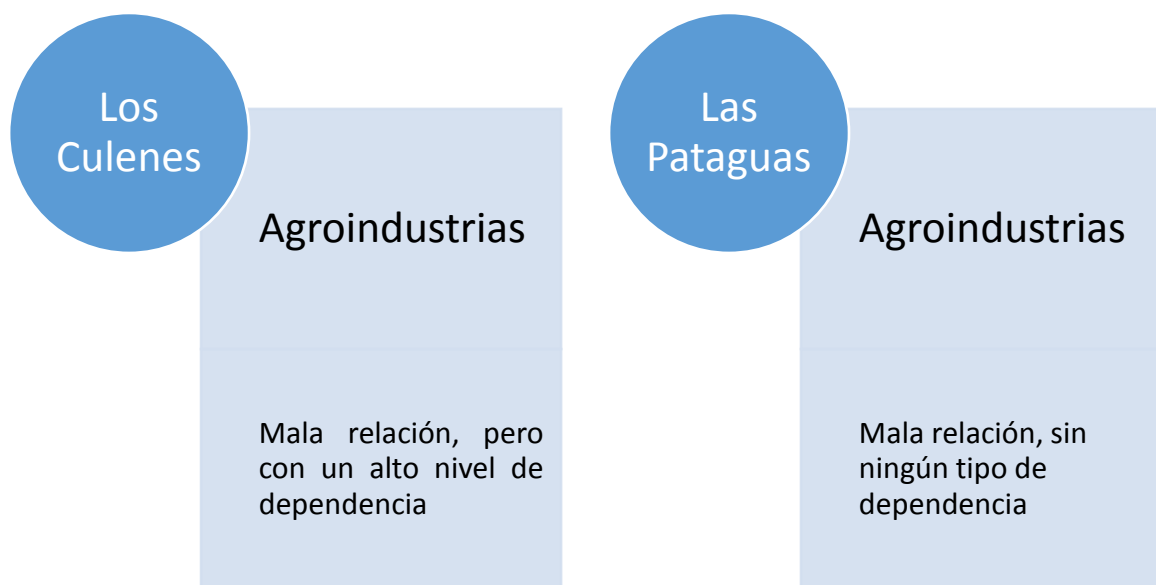 Los
Culenes
Agroindustrias
Mala relación, pero
con un alto nivel de
dependencia
Las
Pataguas
Agroindustrias
Mala relación, sin
ningún tipo de
dependencia